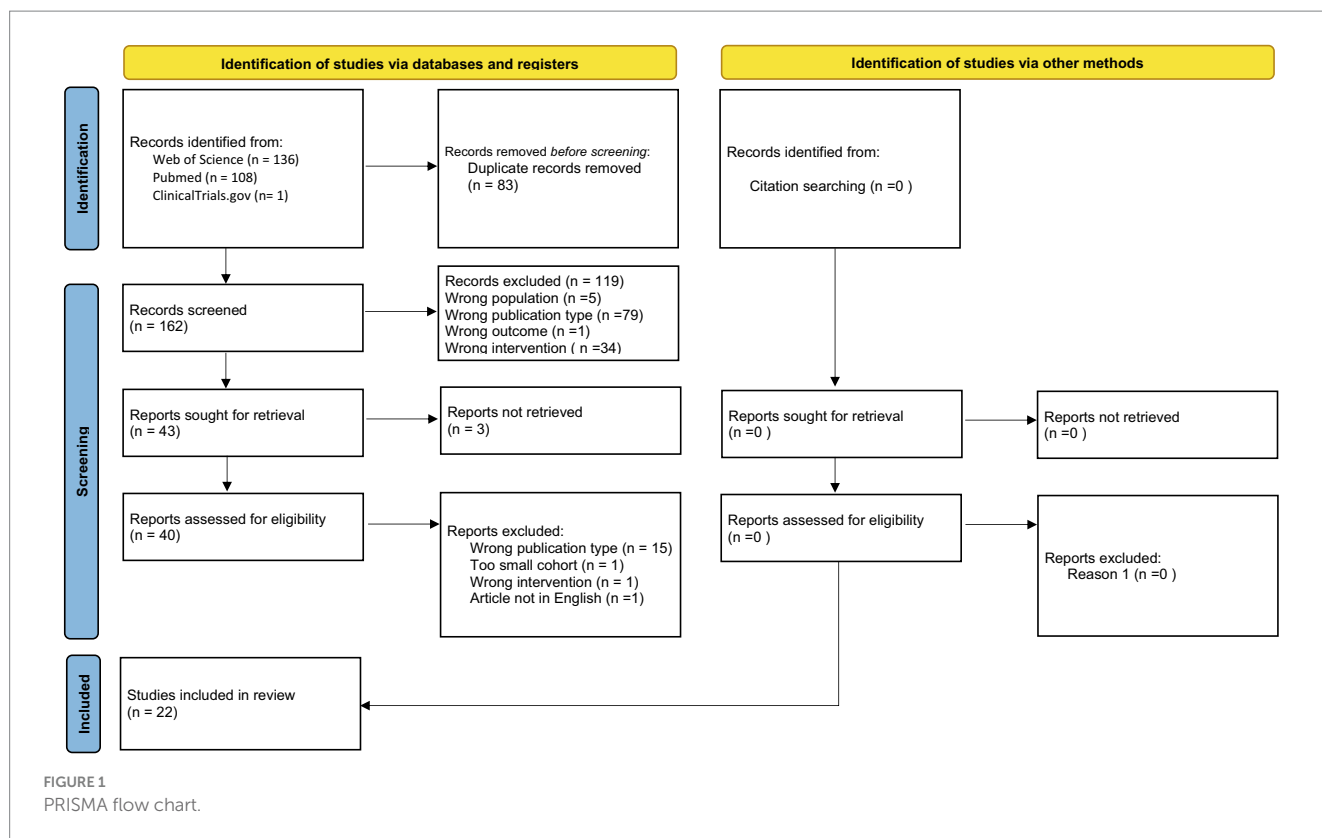 Identification of studies via databases and registers
Identification of studies via other methods
Identification
Records identified from:
Web of Science (n = 136)
Pubmed (n = 108)
ClinicalTrials.gov (n= 1)
Records removed before screening:
Duplicate records removed
(n = 83)
Records identified from:
Citation searching (n =0 )
Screening
Records screened
(n = 162)
Records excluded (n = 119)
Wrong population (n =5)
Wrong publication type (n =79)
Wrong outcome (n =1)
Wrong intervention ( n =34)
Reports sought for retrieval
(n = 43)
Reports not retrieved
(n = 3)
Reports sought for retrieval
(n =0 )
Reports not retrieved
(n =0 )
Reports assessed for eligibility
(n = 40)
Reports excluded:
Wrong publication type (n = 15)
Too small cohort (n = 1)
Wrong intervention (n = 1)
Article not in English (n =1)
Reports assessed for eligibility
(n =0 )
Reports excluded:
Reason 1 (n =0 )
Included
Studies included in review
(n = 22)
FIGURE 1
PRISMA flow chart.